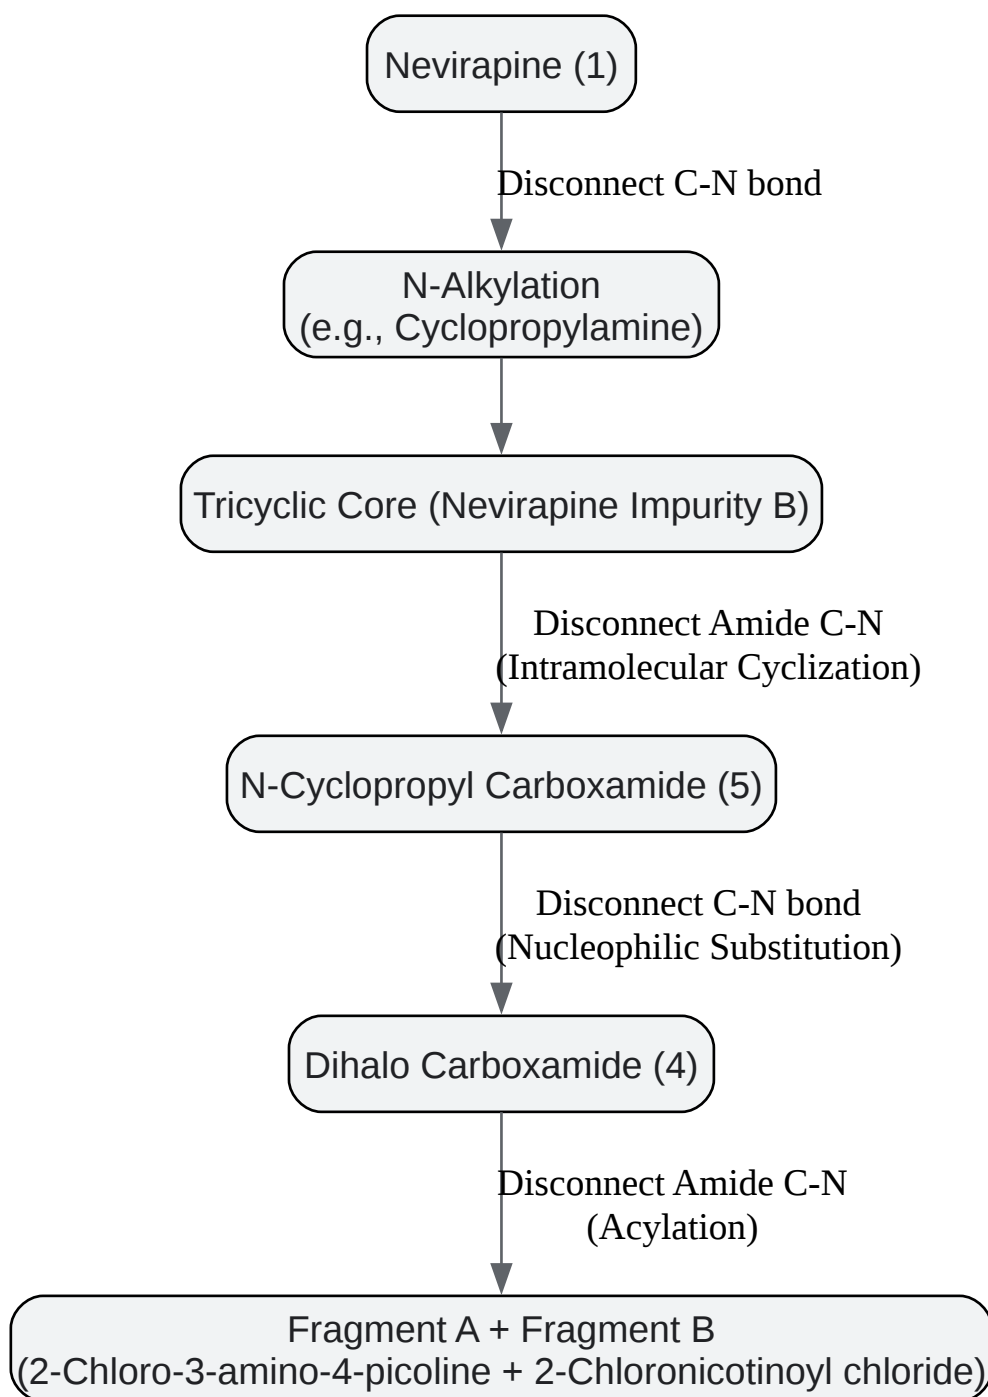 Nevirapine (1)
Disconnect C-N bond
N-Alkylation
(e.g., Cyclopropylamine)
Tricyclic Core (Nevirapine Impurity B)
Disconnect Amide C-N
(Intramolecular Cyclization)
N-Cyclopropyl Carboxamide (5)
Disconnect C-N bond
(Nucleophilic Substitution)
Dihalo Carboxamide (4)
Disconnect Amide C-N
(Acylation)
Fragment A + Fragment B
(2-Chloro-3-amino-4-picoline + 2-Chloronicotinoyl chloride)